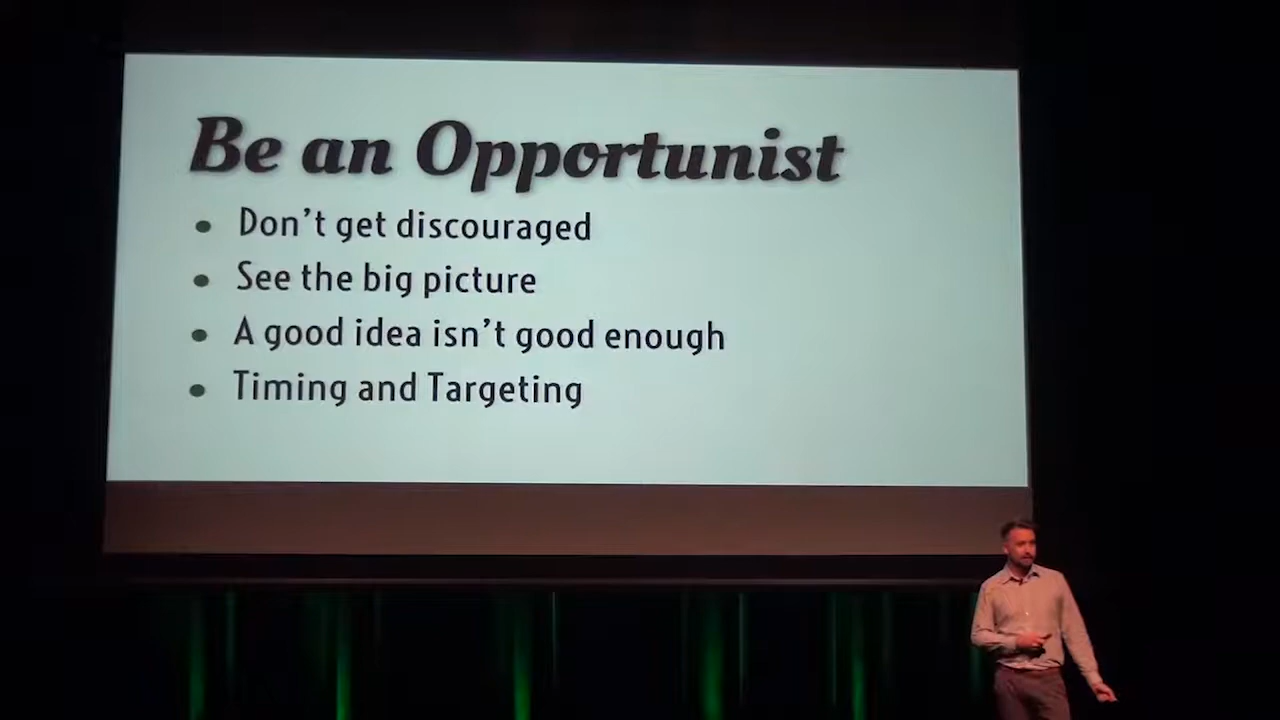 Be an Opportunist
• Don't get discouraged
• See the big picture
• A good idea isn't good enough
• Timing and Targeting